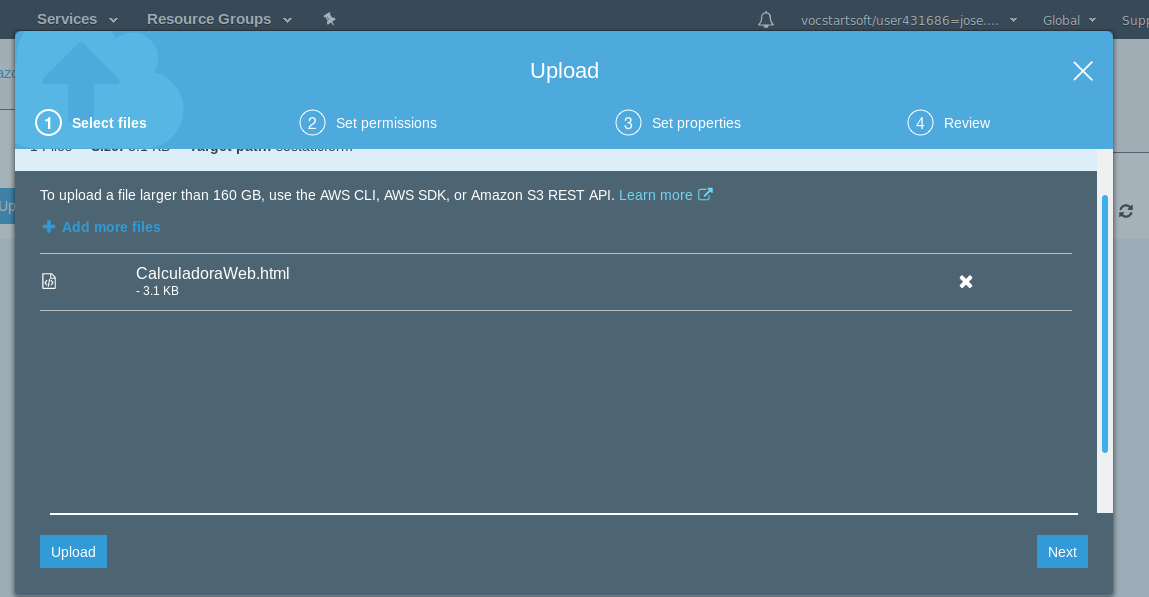 Services Resource Groups vocstartsoft/user431686=jose.... Global Supp
Upload
1 Select files 2 Set permissions 3 Set properties 4 Review
To upload a file larger than 160 GB, use the AWS CLI, AWS SDK, or Amazon S3 REST API. Learn more
Up
Add more files
CalculadoraWeb.html
- 3.1 KB
Upload Next